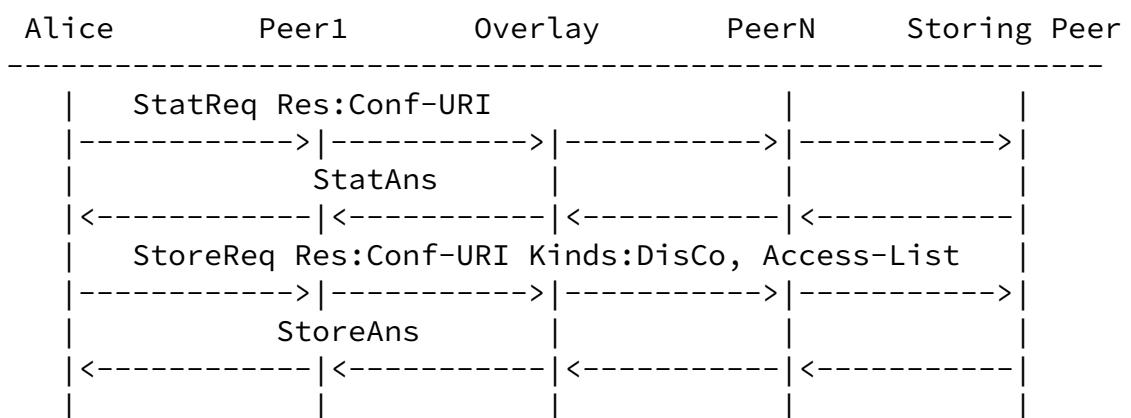 Alice Peer1 Overlay PeerN Storing Peer
StatReq Res:Conf-URI
StatAns
StoreReq Res:Conf-URI Kinds:DisCo, Access-List
StoreAns